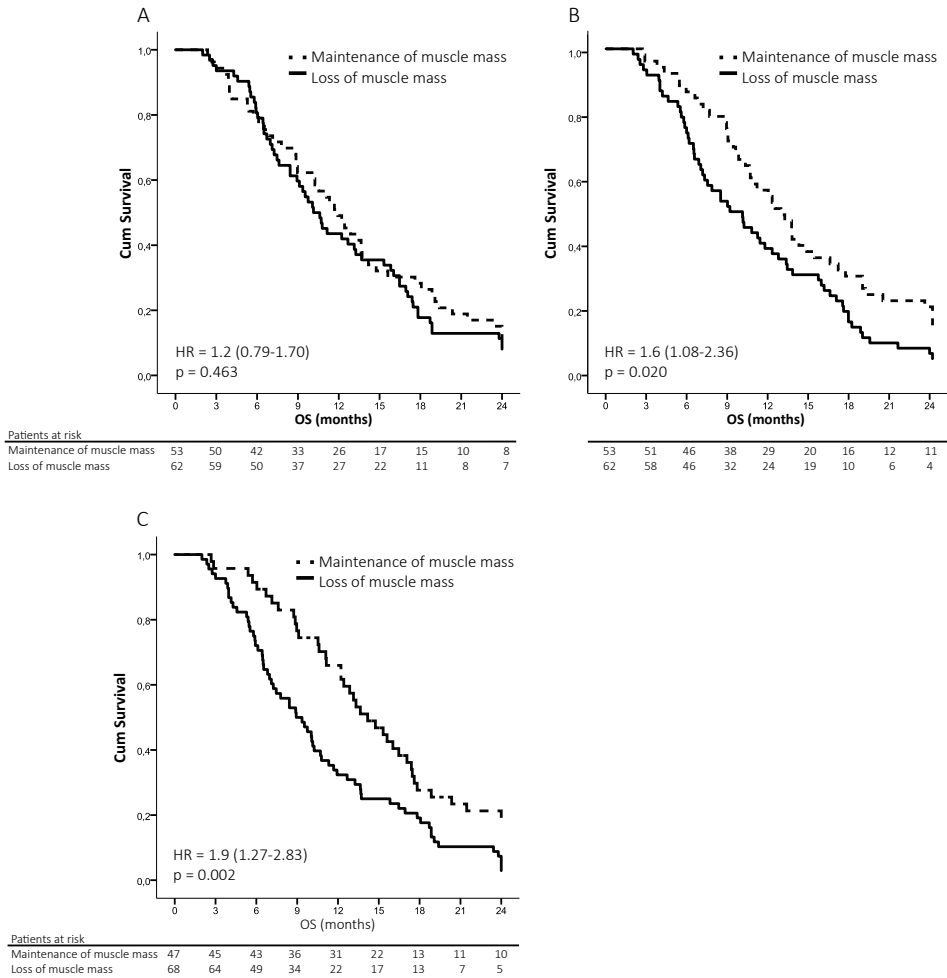 A
Maintenance of muscle mass
Loss of muscle mass
1,0
0,8
0,6
0,4
0,2
0,0
Cum Survival
HR = 1.2 (0.79-1.70)
p = 0.463
0 3 6 9 12 15 18 21 24
OS (months)
Patients at risk
Maintenance of muscle mass 53 50 42 33 26 17 15 10 8
Loss of muscle mass 62 59 50 37 27 22 11 8 7
B
Maintenance of muscle mass
Loss of muscle mass
1,0
0,8
0,6
0,4
0,2
0,0
Cum Survival
HR = 1.6 (1.08-2.36)
p = 0.020
0 3 6 9 12 15 18 21 24
OS (months)
53 51 46 38 29 20 16 12 11
62 58 46 32 24 19 10 6 4
C
Maintenance of muscle mass
Loss of muscle mass
1,0
0,8
0,6
0,4
0,2
0,0
Cum Survival
HR = 1.9 (1.27-2.83)
p = 0.002
0 3 6 9 12 15 18 21 24
OS (months)
Patients at risk
Maintenance of muscle mass 47 45 43 36 31 22 13 11 10
Loss of muscle mass 68 64 49 34 22 17 13 7 5